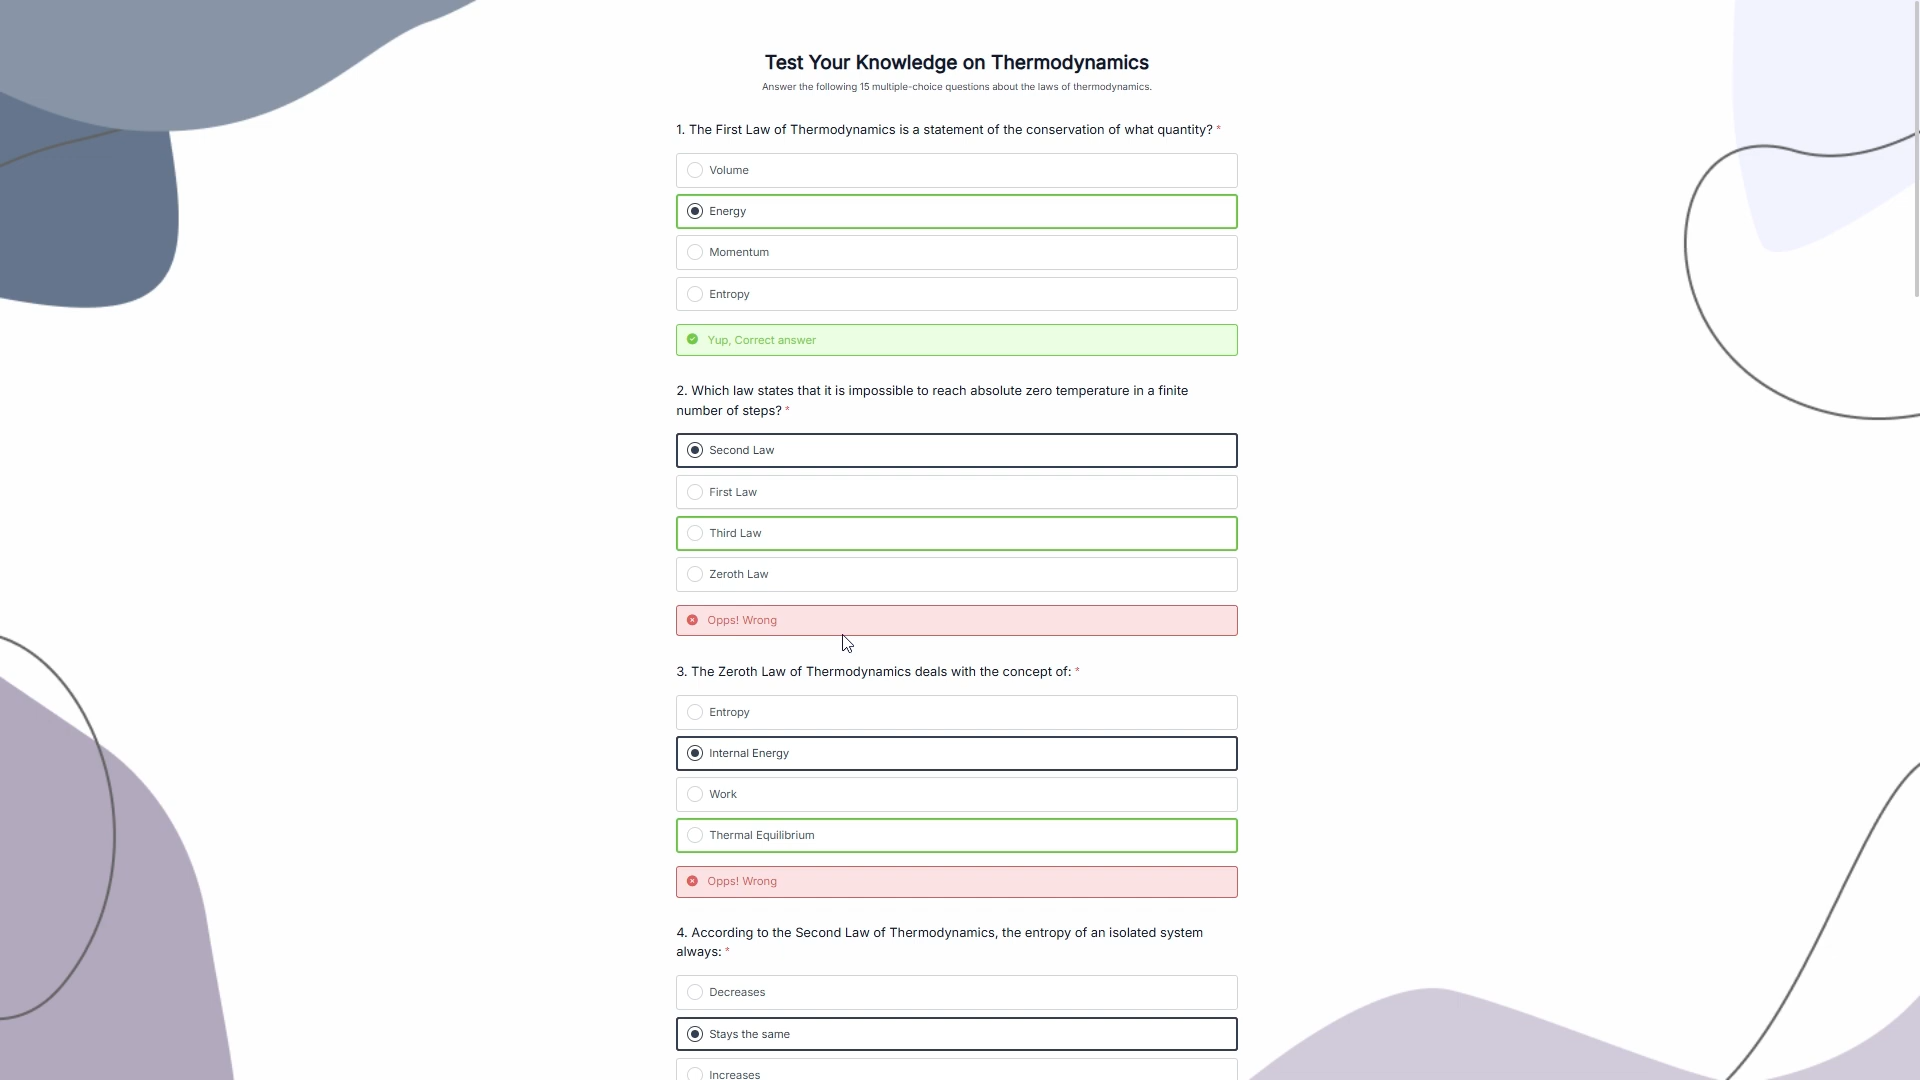 Test Your Knowledge on Thermodynamics
Answer the following 15 multiple-choice questions about the laws of thermodynamics.
1. The First Law of Thermodynamics is a statement of the conservation of what quantity? *
Volume
Energy
Momentum
Entropy
Yup, Correct answer
2. Which law states that it is impossible to reach absolute zero temperature in a finite
number of steps? *
Second Law
First Law
Third Law
Zeroth Law
Opps! Wrong
3. The Zeroth Law of Thermodynamics deals with the concept of: *
Entropy
Internal Energy
Work
Thermal Equilibrium
Opps! Wrong
4. According to the Second Law of Thermodynamics, the entropy of an isolated system
always: *
Decreases
Stays the same
Increases